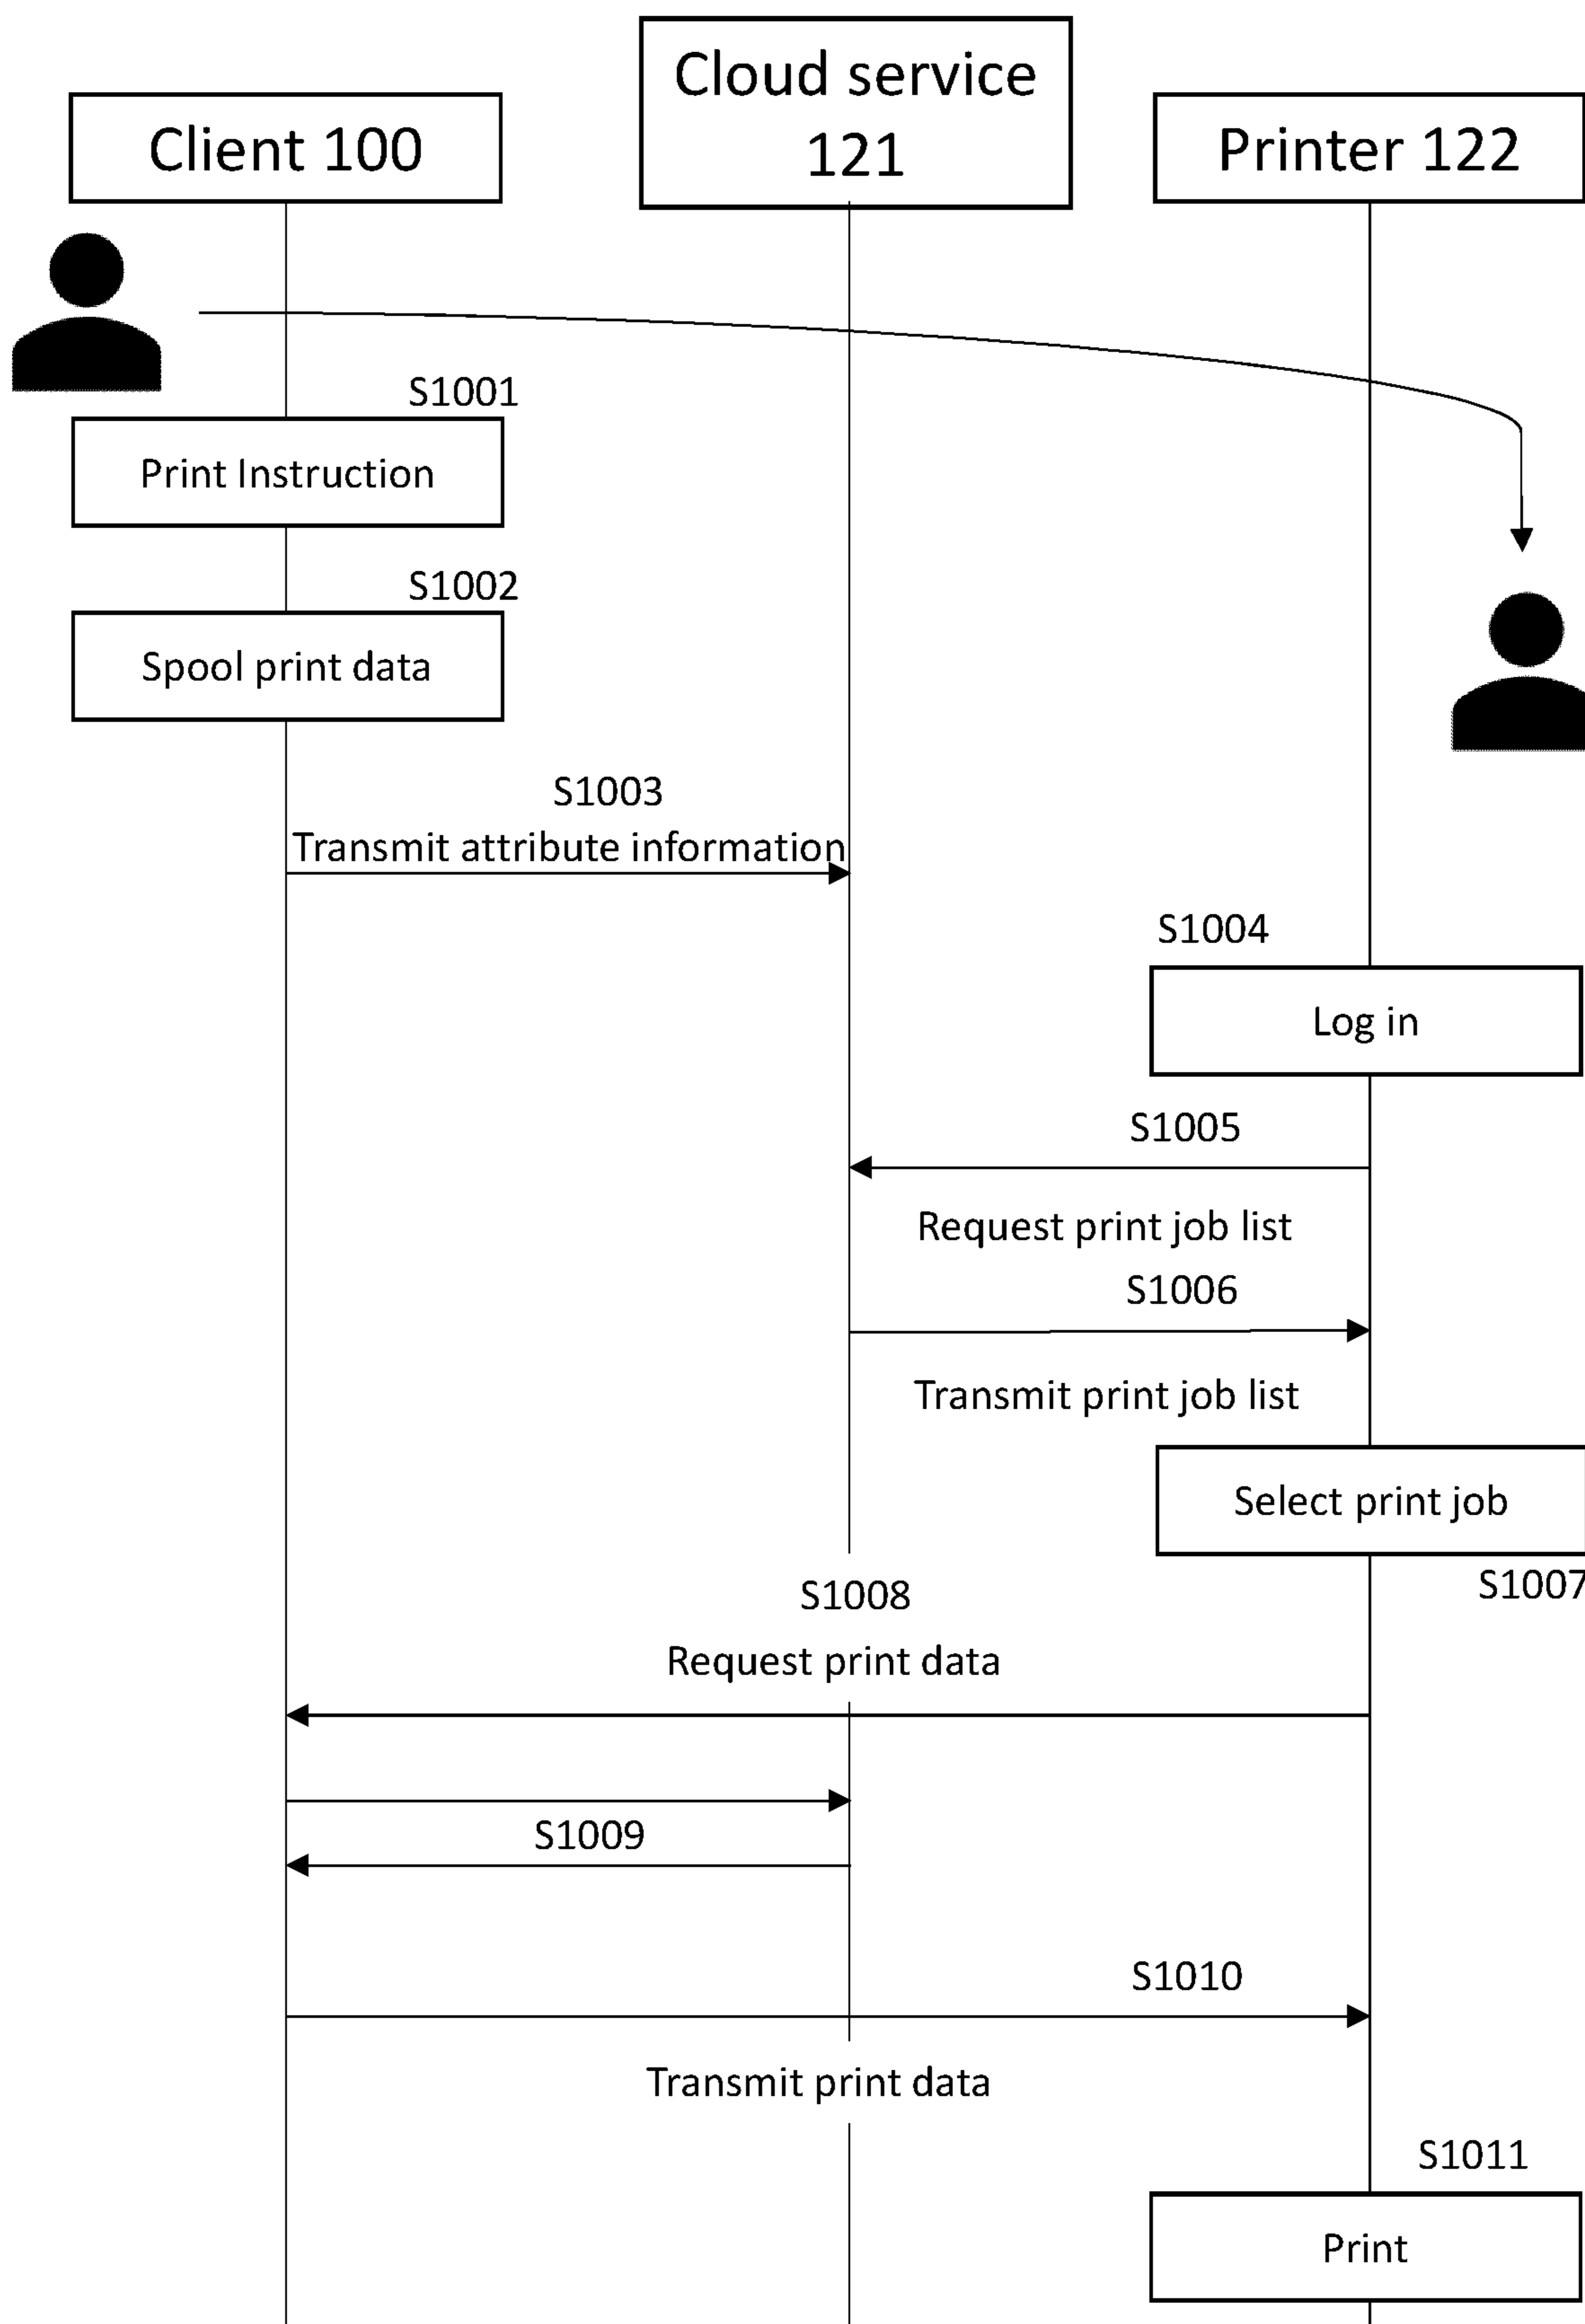 Cloud service
121
Client 100
Printer 122
S1001
Print Instruction
S1002
Spool print data
S1003
Transmit attribute information
S1004
Log in
S1005
Request print job list
S1006
Transmit print job list
Select print job
S1007
S1008
Request print data
S1009
S1010
Transmit print data
S1011
Print